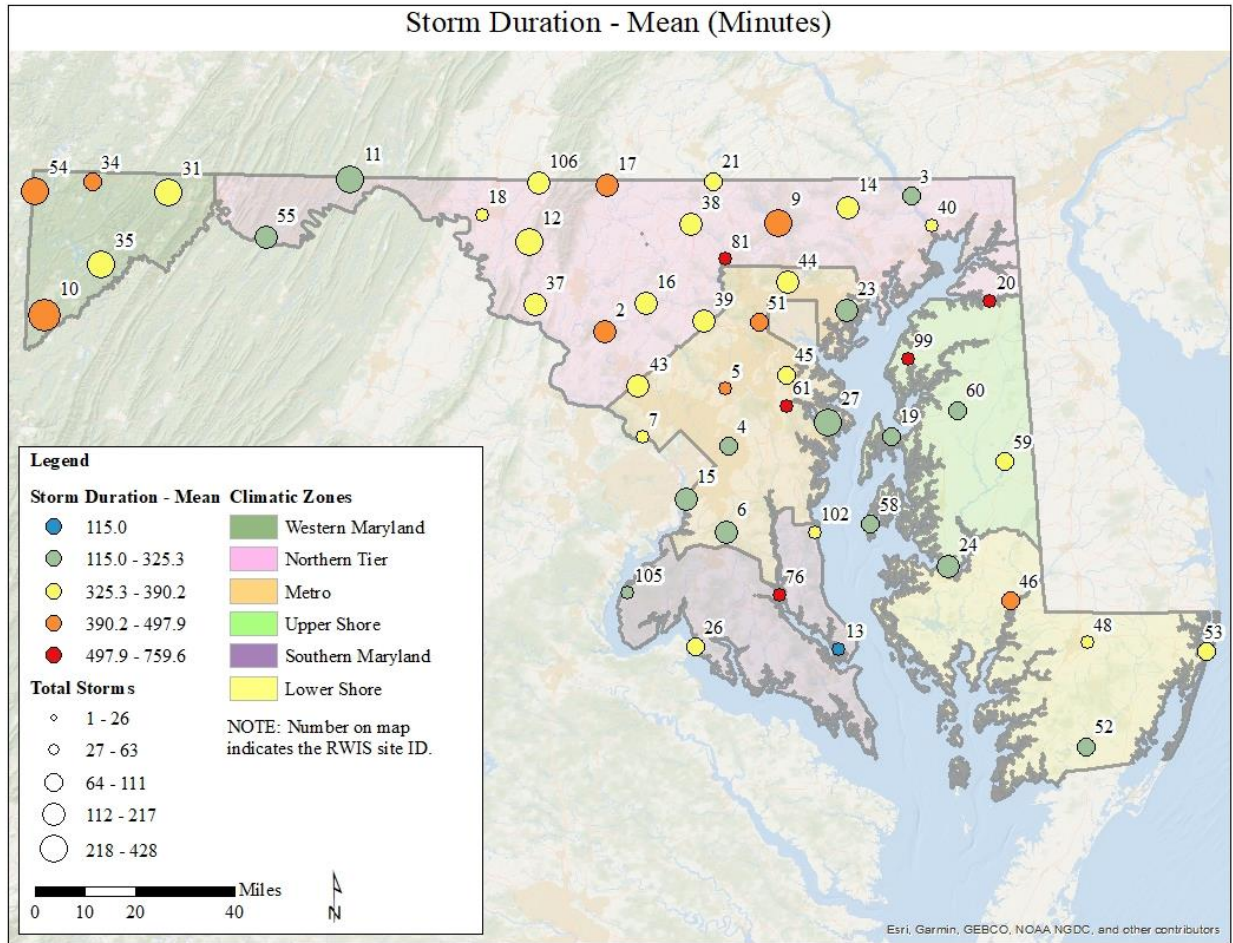 Storm Duration - Mean (Minutes)
54
34
31
11
106
17
21
3
18
12
38
9
14
40
55
35
81
10
37
16
44
23
20
2
39
51
99
43
5
45
61
60
27
7
4
19
59
15
6
102
58
24
105
76
46
26
13
48
53
52
Legend
Storm Duration - Mean
115.0
115.0 - 325.3
325.3 - 390.2
390.2 - 497.9
497.9 - 759.6
Total Storms
1 - 26
27 - 63
64 - 111
112 - 217
218 - 428
Climatic Zones
Western Maryland
Northern Tier
Metro
Upper Shore
Southern Maryland
Lower Shore
NOTE: Number on map
indicates the RWIS site ID.
Miles
0 10 20 40
N
Esri, Garmin, GEBCO, NOAA NGDC, and other contributors